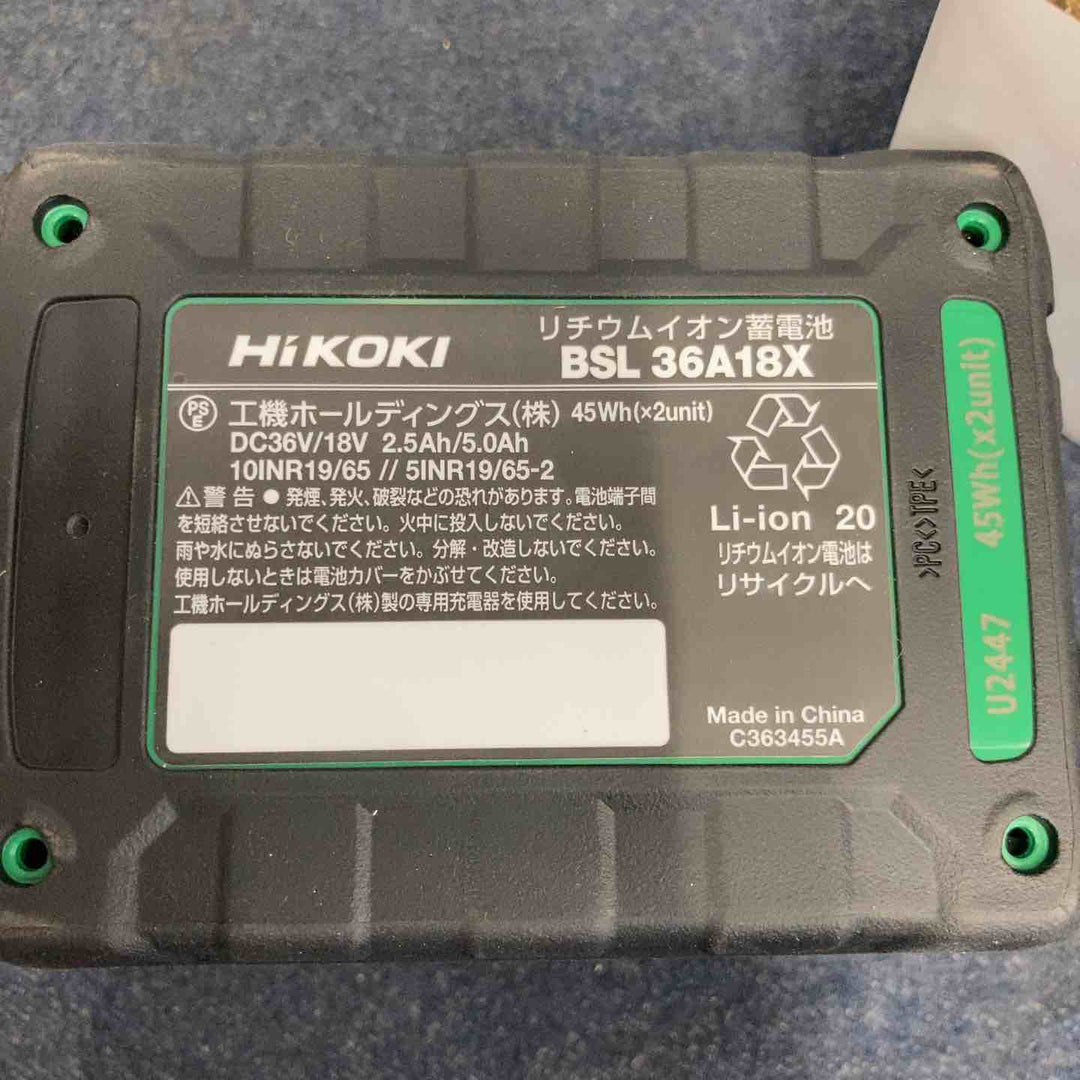 HiKOKI
リチウムイオン蓄電池
BSL 36A18X
PS
E
工機ホールディングス(株) 45Wh(×2unit)
DC36V/18V 2.5Ah/5.0Ah
10INR19/65 // 5INR19/65-2
⚠警告 ● 発煙、発火、破裂などの恐れがあります。電池端子間
を短絡させないでください。火中に投入しないでください。
雨や水にぬらさないでください。分解・改造しないでください。
使用しないときは電池カバーをかぶせてください。
工機ホールディングス(株)製の専用充電器を使用してください。
Li-ion 20
リチウムイオン電池は
リサイクルへ
Made in China
C363455A
>PC<>TPE<
U2447 45Wh(x2unit)